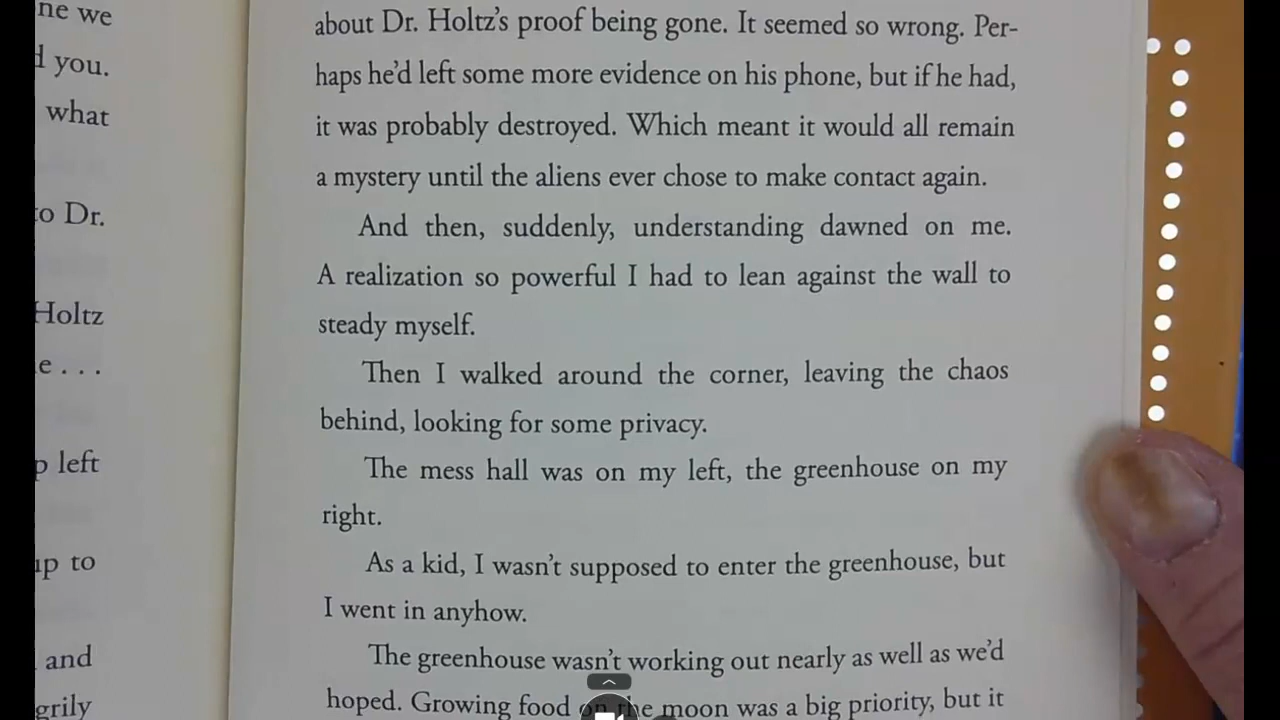 ne we
you.
what
to Dr.
Holtz
e . . .
left
up to
and
grily
about Dr. Holtz’s proof being gone. It seemed so wrong. Per-
haps he’d left some more evidence on his phone, but if he had,
it was probably destroyed. Which meant it would all remain
a mystery until the aliens ever chose to make contact again.
And then, suddenly, understanding dawned on me.
A realization so powerful I had to lean against the wall to
steady myself.
Then I walked around the corner, leaving the chaos
behind, looking for some privacy.
The mess hall was on my left, the greenhouse on my
right.
As a kid, I wasn’t supposed to enter the greenhouse, but
I went in anyhow.
The greenhouse wasn’t working out nearly as well as we’d
hoped. Growing food on the moon was a big priority, but it